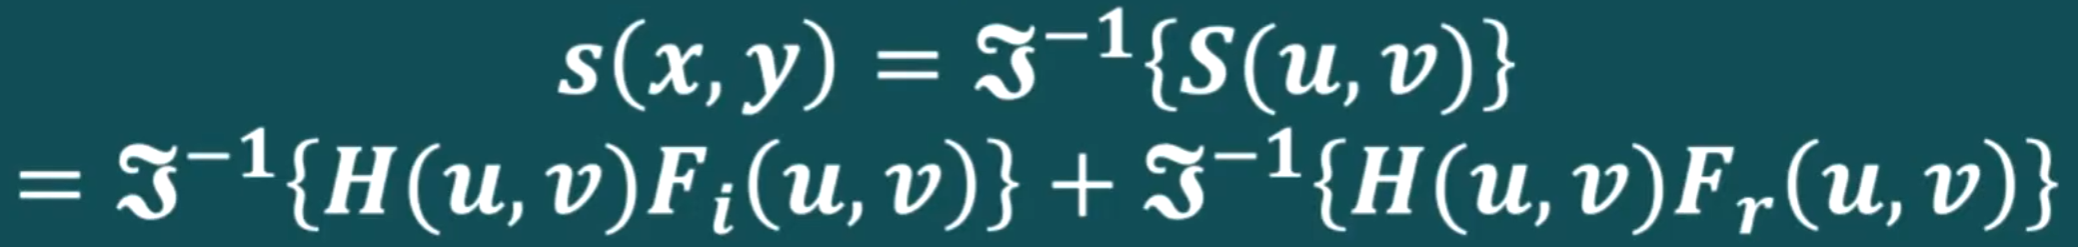 s(x, y) = ℑ⁻¹{S(u, v)}
= ℑ⁻¹{H(u, v)Fᵢ(u, v)} + ℑ⁻¹{H(u, v)Fᵣ(u, v)}